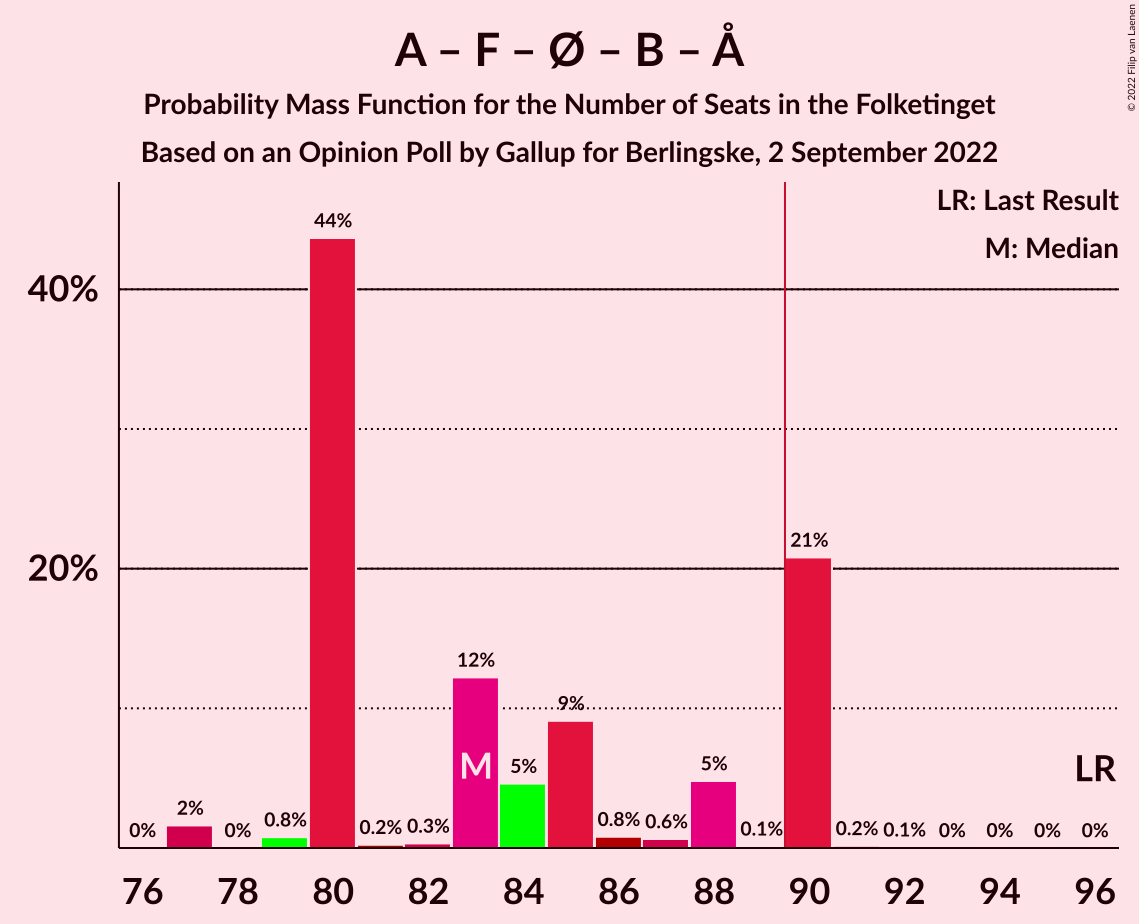 A – F – Ø – B – Å
Probability Mass Function for the Number of Seats in the Folketinget
Based on an Opinion Poll by Gallup for Berlingske, 2 September 2022
© 2022 Filip van Laenen
LR: Last Result
M: Median
40%
20%
0%
2%
0%
0.8%
44%
0.2%
0.3%
12%
M
5%
9%
0.8%
0.6%
5%
0.1%
21%
0.2%
0.1%
0%
0%
0%
0%
LR
76 78 80 82 84 86 88 90 92 94 96